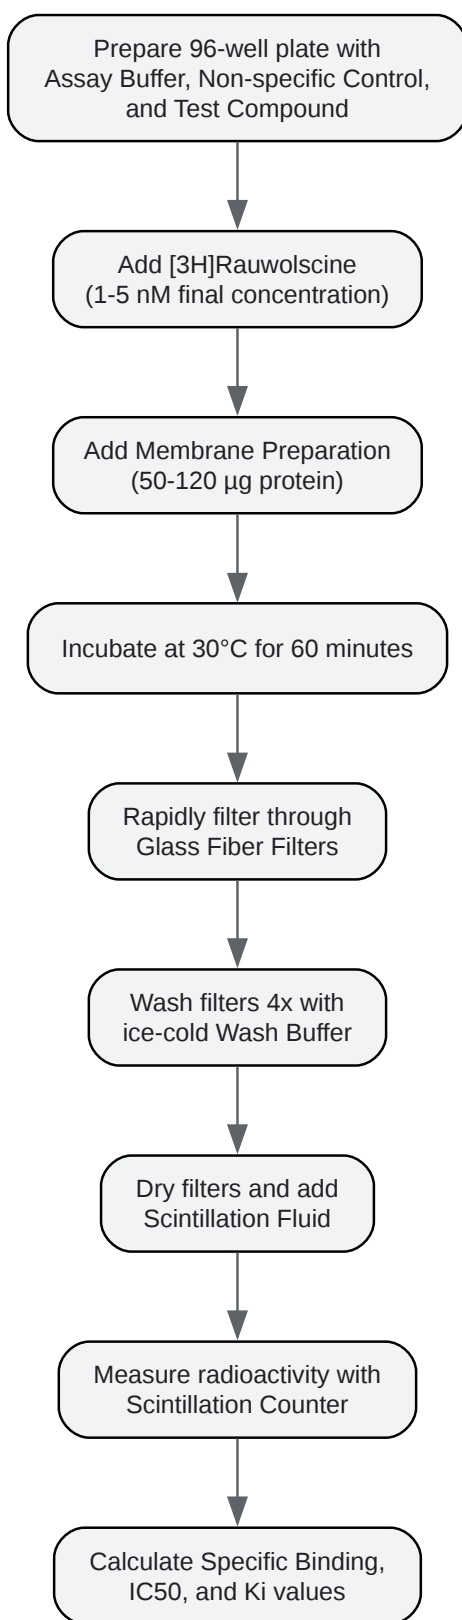 Prepare 96-well plate with
Assay Buffer, Non-specific Control,
and Test Compound
Add [3H]Rauwolscine
(1-5 nM final concentration)
Add Membrane Preparation
(50-120 µg protein)
Incubate at 30°C for 60 minutes
Rapidly filter through
Glass Fiber Filters
Wash filters 4x with
ice-cold Wash Buffer
Dry filters and add
Scintillation Fluid
Measure radioactivity with
Scintillation Counter
Calculate Specific Binding,
IC50, and Ki values